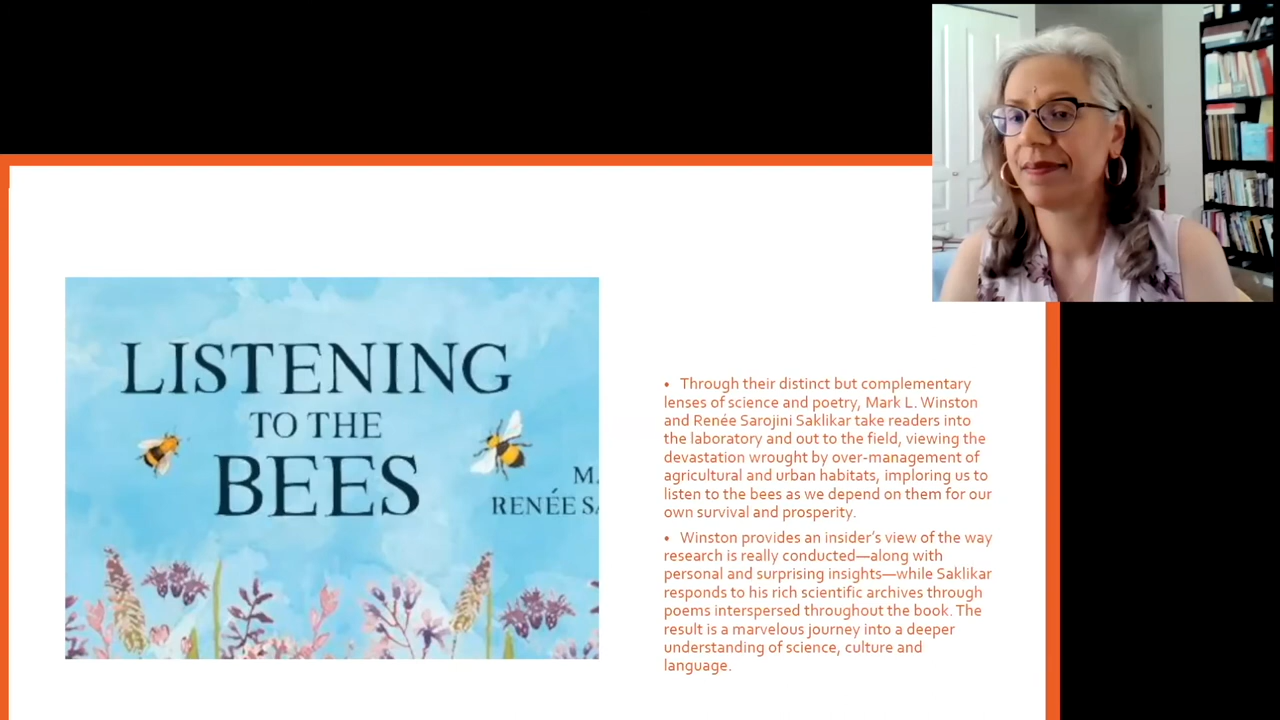 LISTENING
TO THE
BEES
MA
RENÉE SA
• Through their distinct but complementary
lenses of science and poetry, Mark L. Winston
and Renée Sarojini Saklikar take readers into
the laboratory and out to the field, viewing the
devastation wrought by over-management of
agricultural and urban habitats, imploring us to
listen to the bees as we depend on them for our
own survival and prosperity.
• Winston provides an insider’s view of the way
research is really conducted—along with
personal and surprising insights—while Saklikar
responds to his rich scientific archives through
poems interspersed throughout the book. The
result is a marvelous journey into a deeper
understanding of science, culture and
language.